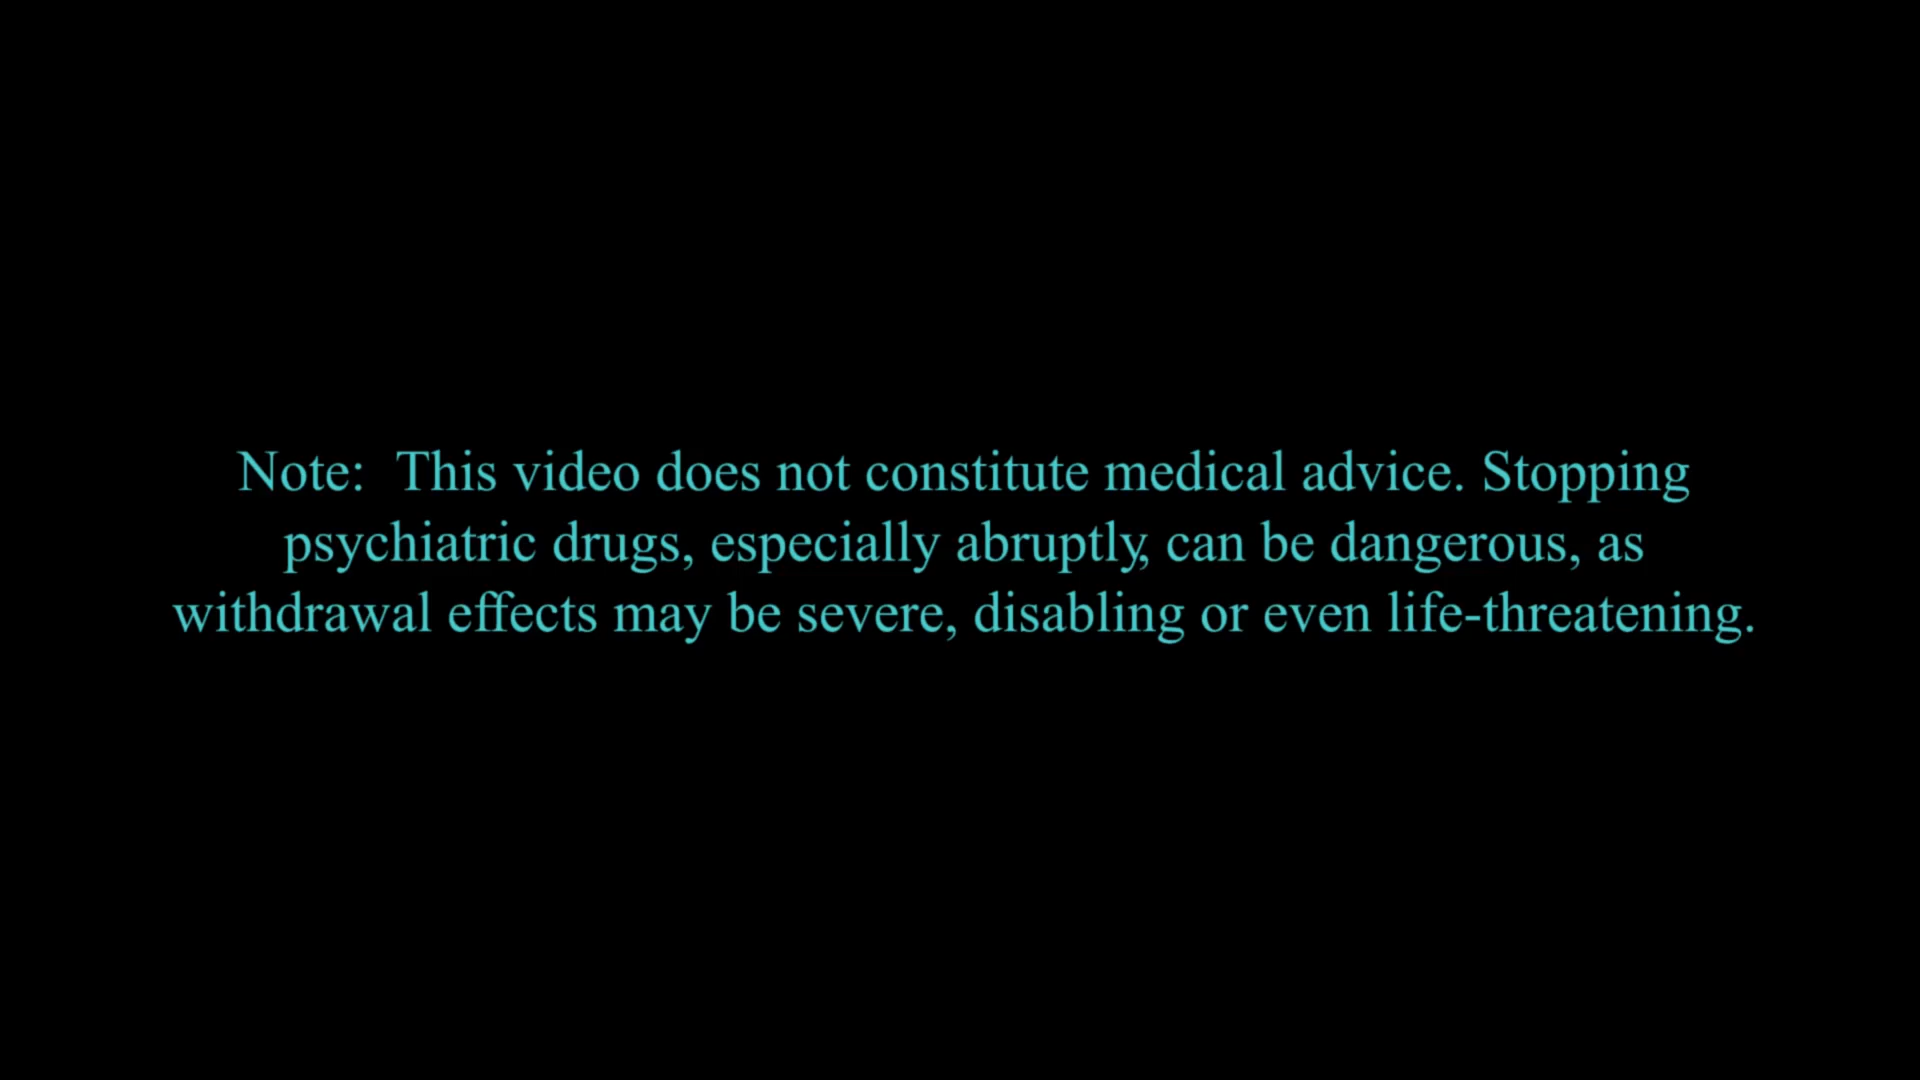 Note:  This video does not constitute medical advice. Stopping
psychiatric drugs, especially abruptly, can be dangerous, as
withdrawal effects may be severe, disabling or even life-threatening.